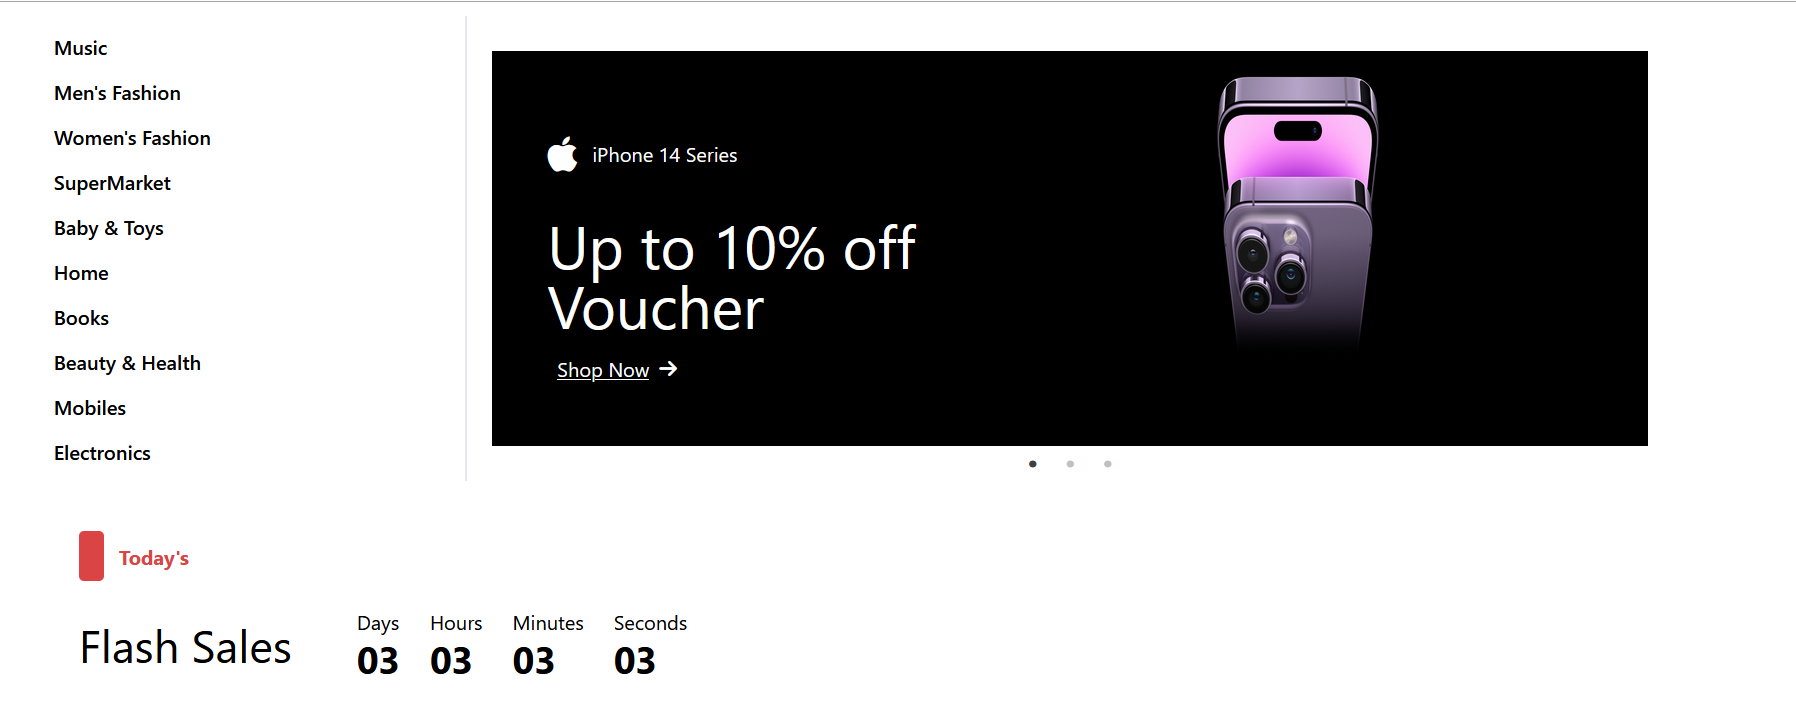 Music
Men's Fashion
Women's Fashion
SuperMarket
Baby & Toys
Home
Books
Beauty & Health
Mobiles
Electronics
iPhone 14 Series
Up to 10% off
Voucher
Shop Now
Today's
Flash Sales
Days Hours Minutes Seconds
03 03 03 03